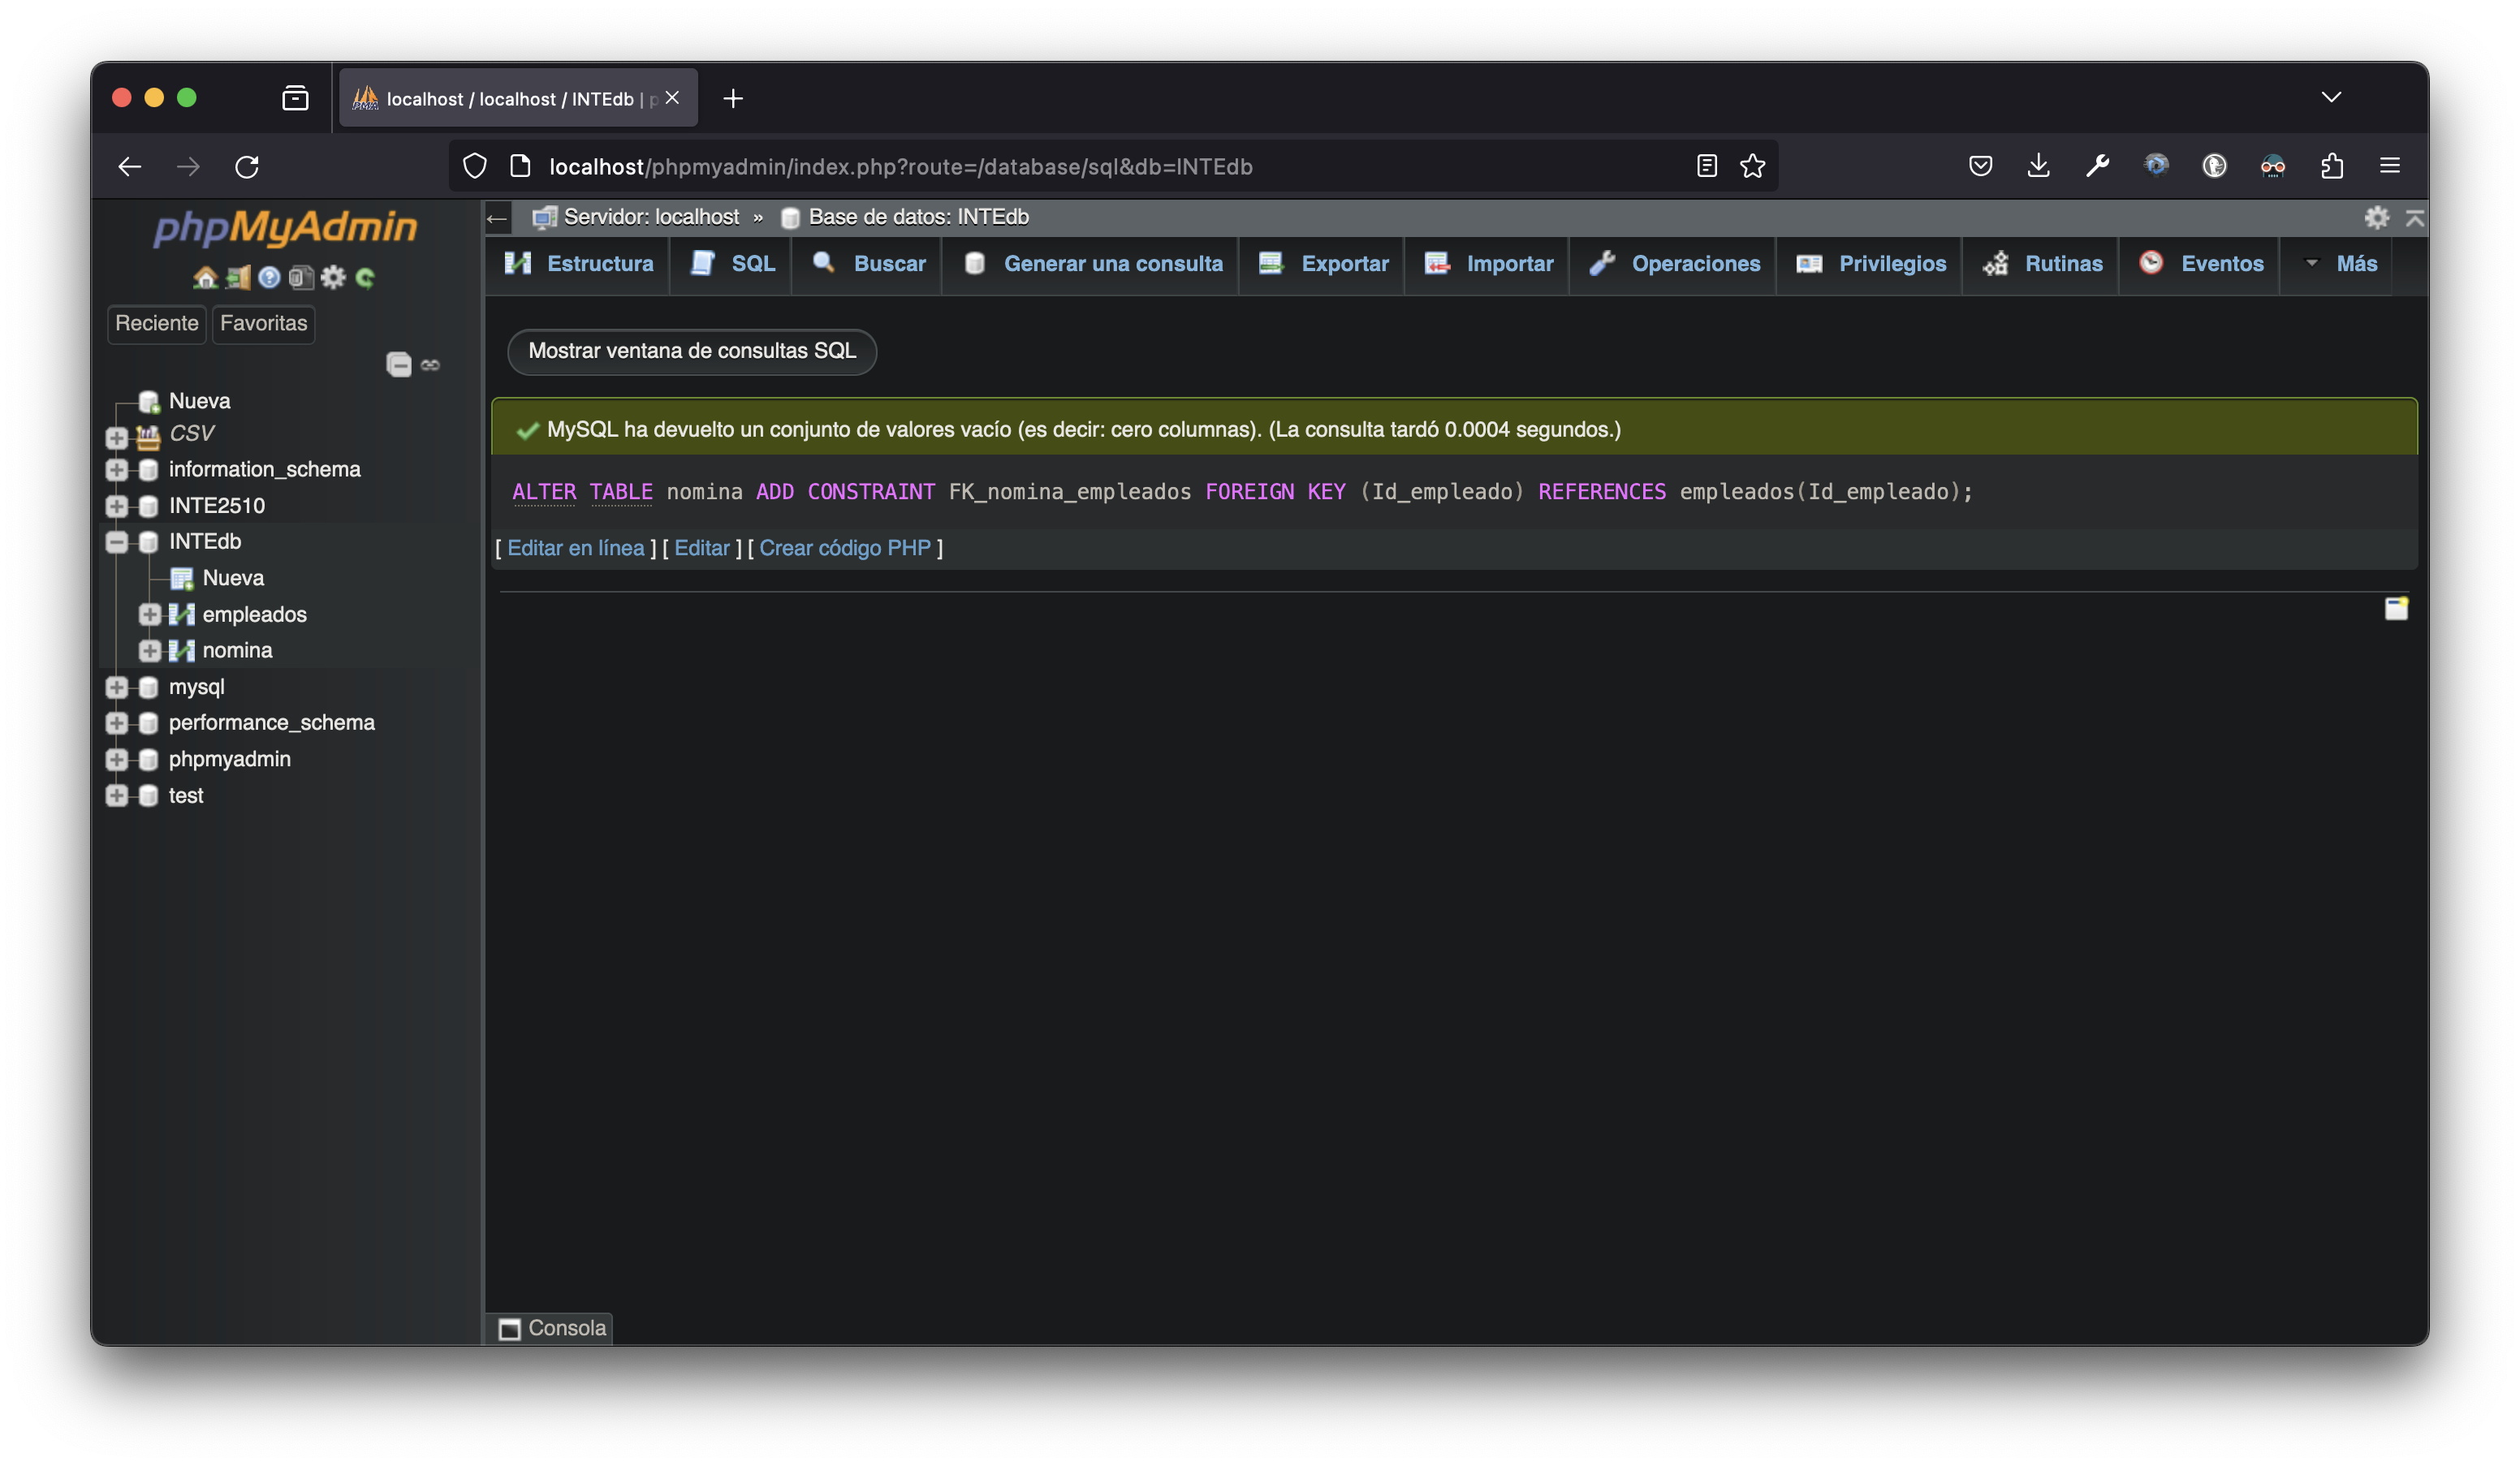 localhost / localhost / INTEdb |
localhost/phpmyadmin/index.php?route=/database/sql&db=INTEdb
phpMyAdmin
Reciente Favoritas
Nueva
CSV
information_schema
INTE2510
INTEdb
Nueva
empleados
nomina
mysql
performance_schema
phpmyadmin
test
Servidor: localhost » Base de datos: INTEdb
Estructura SQL Buscar Generar una consulta Exportar Importar Operaciones Privilegios Rutinas Eventos Más
Mostrar ventana de consultas SQL
MySQL ha devuelto un conjunto de valores vacío (es decir: cero columnas). (La consulta tardó 0.0004 segundos.)
ALTER TABLE nomina ADD CONSTRAINT FK_nomina_empleados FOREIGN KEY (Id_empleado) REFERENCES empleados(Id_empleado);
[ Editar en línea ] [ Editar ] [ Crear código PHP ]
Consola